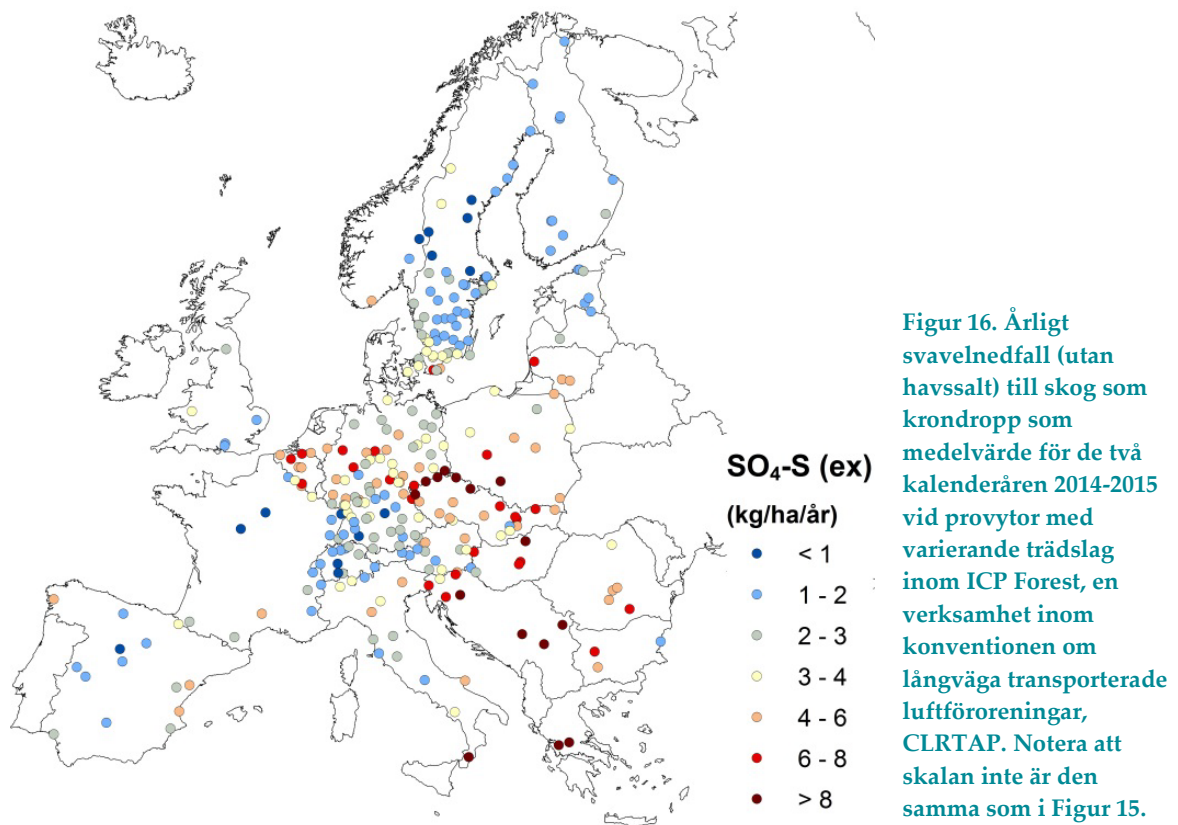 SO₄-S (ex)
(kg/ha/år)
< 1
1 - 2
2 - 3
3 - 4
4 - 6
6 - 8
> 8
Figur 16. Årligt
svavelnedfall (utan
havssalt) till skog som
krondropp som
medelvärde för de två
kalenderåren 2014-2015
vid provytor med
varierande trädslag
inom ICP Forest, en
verksamhet inom
konventionen om
långväga transporterade
luftföroreningar,
CLRTAP. Notera att
skalan inte är den
samma som i Figur 15.